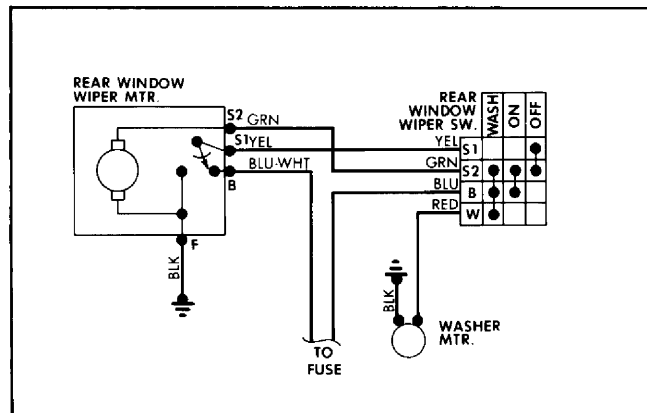 REAR WINDOW
WIPER MTR.
S2 GRN
S1 YEL
BLU-WHT
B
F
BLK
TO
FUSE
REAR
WINDOW
WIPER SW.
WASH
ON
OFF
YEL S1
GRN S2
BLU B
RED W
BLK
WASHER
MTR.